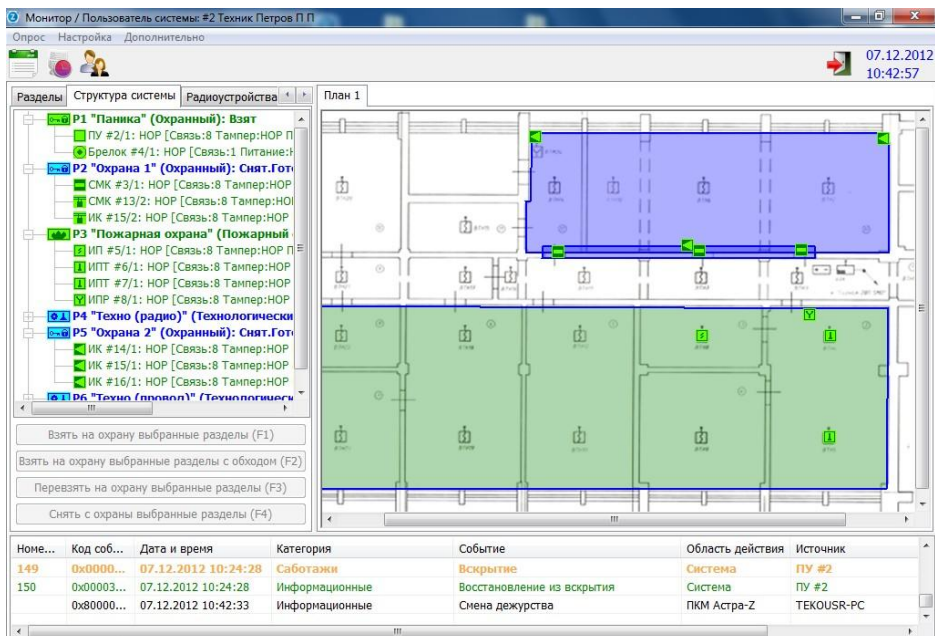 Монитор / Пользователь системы: #2 Техник Петров П П
Опрос Настройка Дополнительно
07.12.2012
10:42:57
Разделы Структура системы Радиоустройства
План 1
Р1 "Паника" (Охранный): Взят
ПУ #2/1: НОР [Связь:8 Тампер:НОР П
Брелок #4/1: НОР [Связь:1 Питание:Н
Р2 "Охрана 1" (Охранный): Снят.Гото
СМК #3/1: НОР [Связь:8 Тампер:НОР
СМК #13/2: НОР [Связь:8 Тампер:НОР
ИК #15/2: НОР [Связь:8 Тампер:НОР
Р3 "Пожарная охрана" (Пожарный
ИП #5/1: НОР [Связь:8 Тампер:НОР П
ИПТ #6/1: НОР [Связь:8 Тампер:НОР
ИПТ #7/1: НОР [Связь:8 Тампер:НОР
ИПР #8/1: НОР [Связь:8 Тампер:НОР
Р4 "Техно (радио)" (Технологически
Р5 "Охрана 2" (Охранный): Снят.Гото
ИК #14/1: НОР [Связь:8 Тампер:НОР
ИК #15/1: НОР [Связь:8 Тампер:НОР
ИК #16/1: НОР [Связь:8 Тампер:НОР
Р6 "Техно (провод)" (Технологическ
Взять на охрану выбранные разделы (F1)
Взять на охрану выбранные разделы с обходом (F2)
Перевзять на охрану выбранные разделы (F3)
Снять с охраны выбранные разделы (F4)
Номе... Код соб... Дата и время Категория Событие Область действия Источник
149 0x0000... 07.12.2012 10:24:28 Саботажи Вскрытие Система ПУ #2
150 0x00003... 07.12.2012 10:24:28 Информационные Восстановление из вскрытия Система ПУ #2
0x80000... 07.12.2012 10:42:33 Информационные Смена дежурства ПКМ Астра-Z TEKOUSR-PC